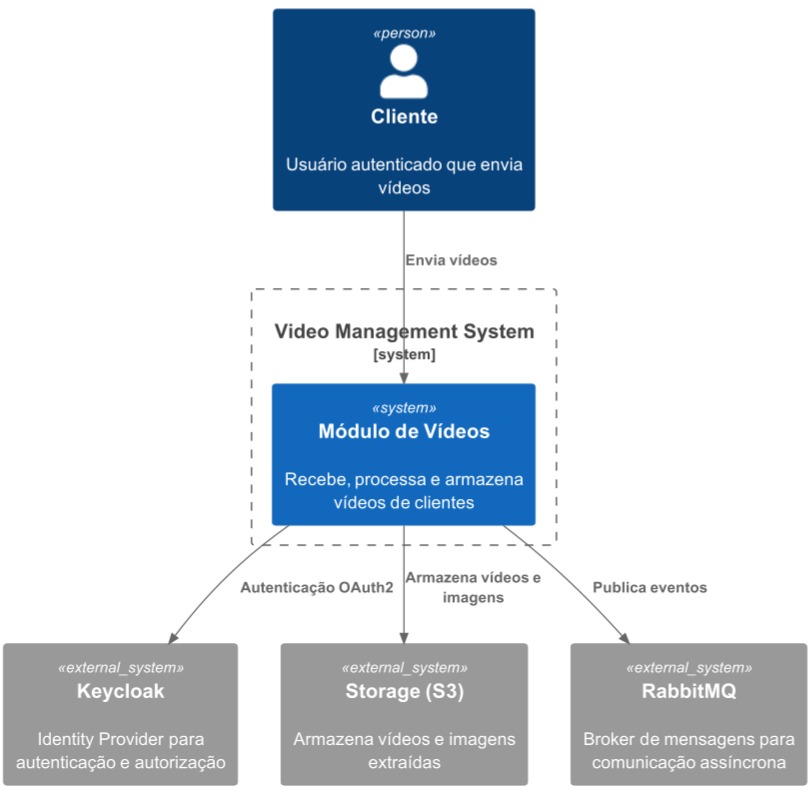 «person»
Cliente
Usuário autenticado que envia
vídeos
Envia vídeos
Video Management System
[system]
«system»
Módulo de Vídeos
Recebe, processa e armazena
vídeos de clientes
Autenticação OAuth2
Armazena vídeos e
imagens
Publica eventos
«external_system»
Keycloak
Identity Provider para
autenticação e autorização
«external_system»
Storage (S3)
Armazena vídeos e imagens
extraídas
«external_system»
RabbitMQ
Broker de mensagens para
comunicação assíncrona